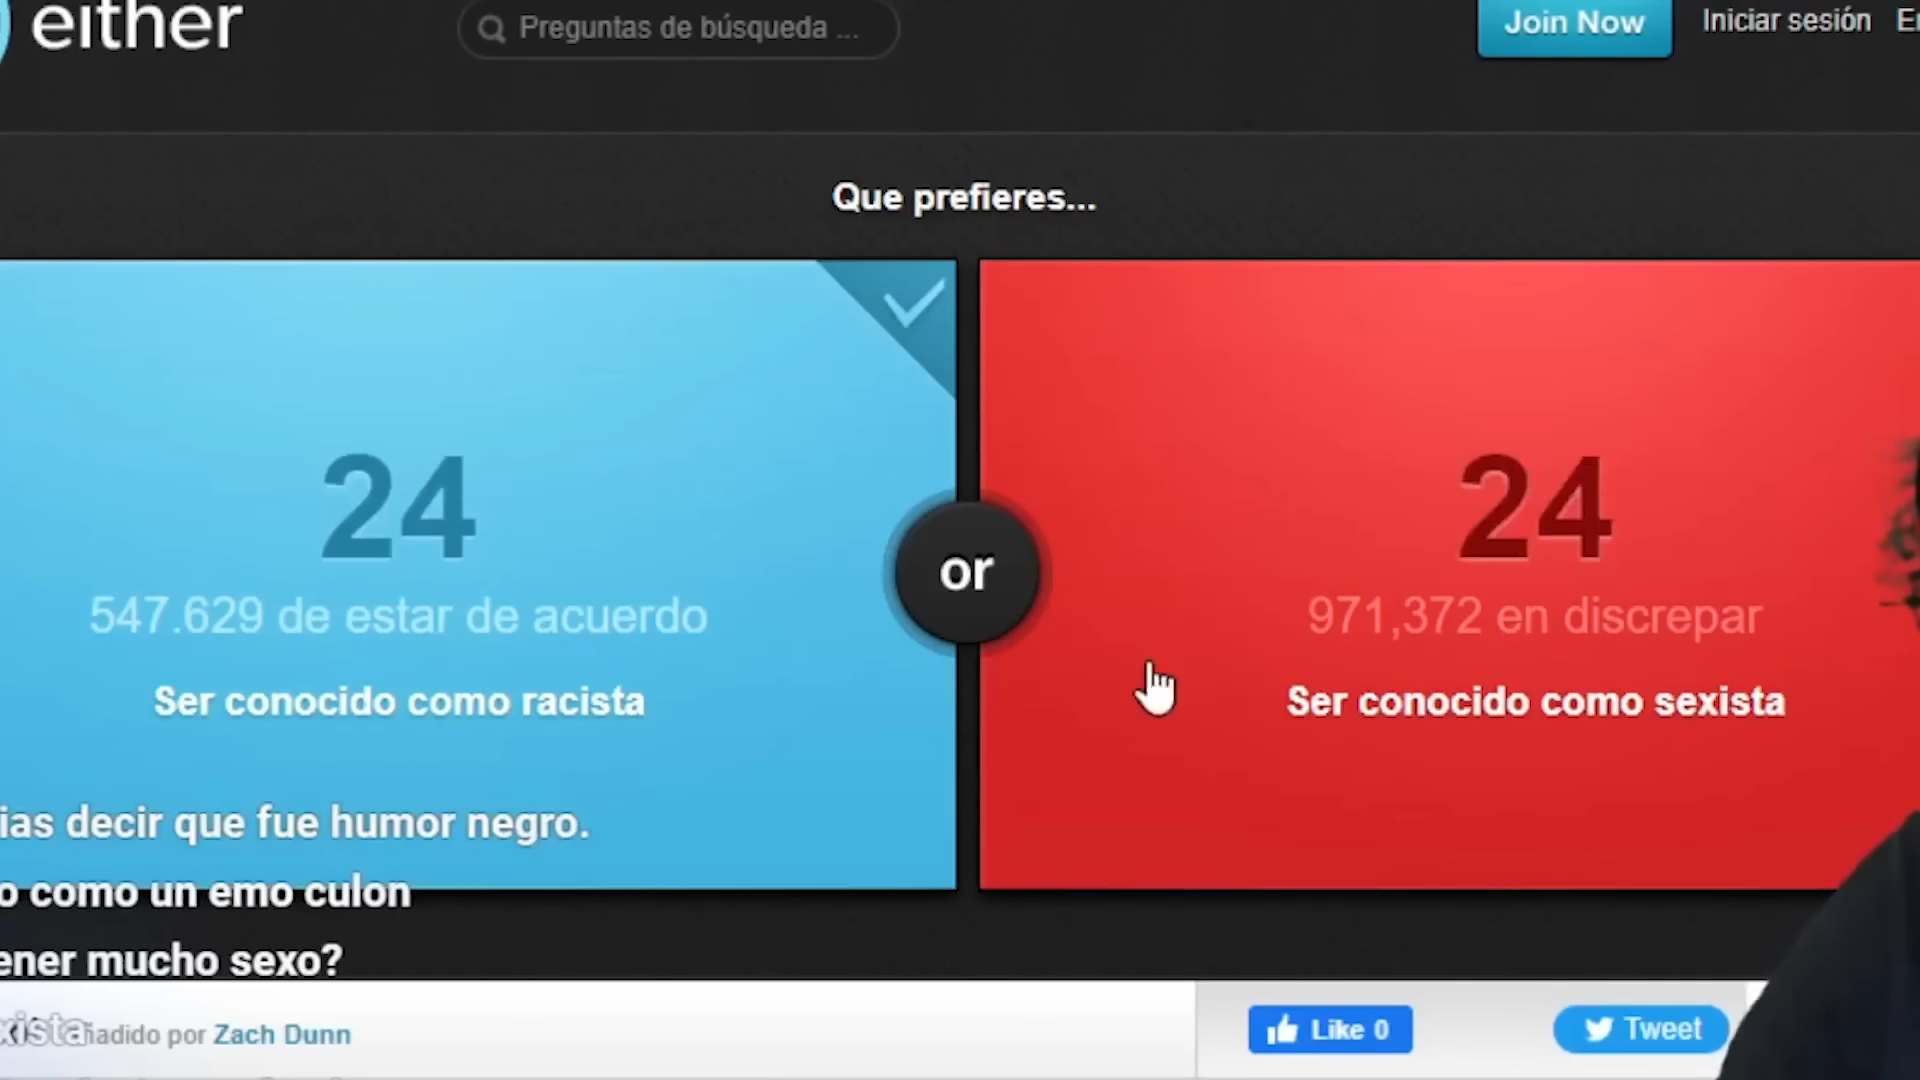 either
Preguntas de búsqueda ...
Join Now
Iniciar sesión
Que prefieres...
24
547.629 de estar de acuerdo
Ser conocido como racista
or
24
971,372 en discrepar
Ser conocido como sexista
ias decir que fue humor negro.
o como un emo culon
ener mucho sexo?
xista
ñadido por Zach Dunn
Like 0
Tweet